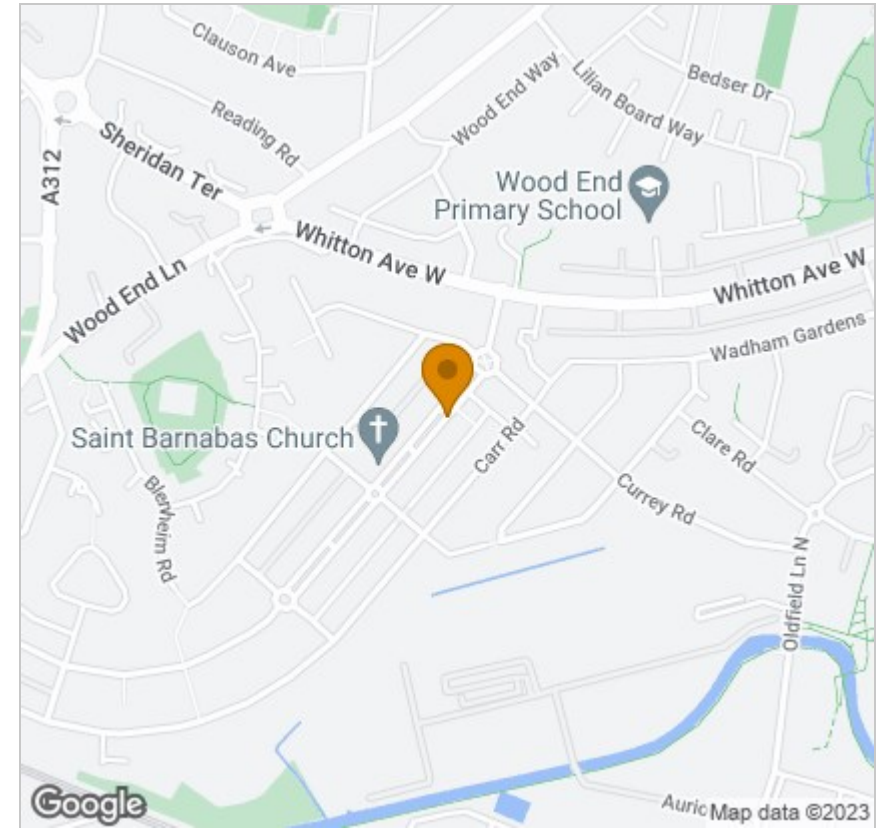 Clauson Ave
Bedser Dr
Wood End Way
Lilian Board Way
Reading Rd
Sheridan Ter
A312
Wood End
Primary School
Whitton Ave W
Whitton Ave W
Wood End Ln
Wadham Gardens
Saint Barnabas Church
Carr Rd
Clare Rd
Currey Rd
Blenheim Rd
Oldfield Ln N
Google
Auric
Map data ©2023